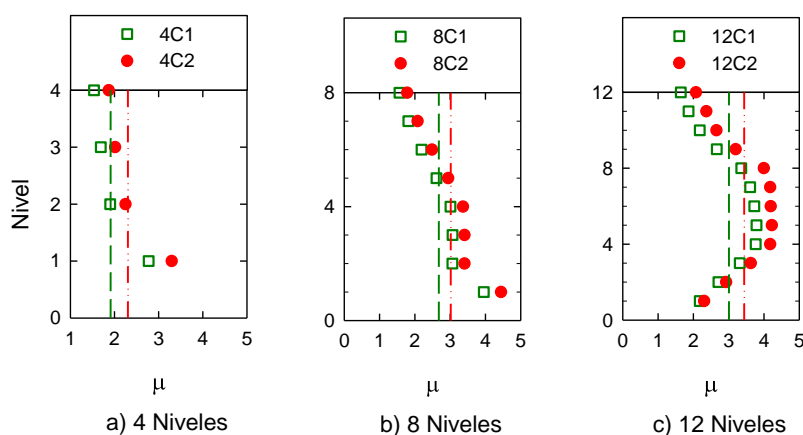 4C1
4C2
8C1
8C2
12C1
12C2
Nivel
4
3
2
1
0
8
4
0
12
8
4
0
1 2 3 4 5
0 1 2 3 4 5
0 1 2 3 4 5
μ
μ
μ
a) 4 Niveles
b) 8 Niveles
c) 12 Niveles